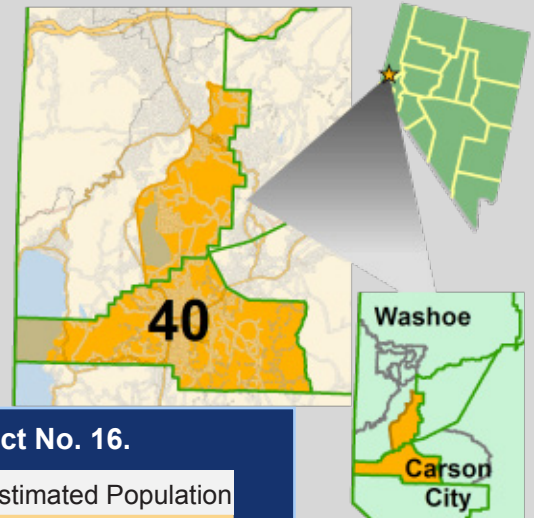 40
Washoe
Carson
City
ct No. 16.
stimated Population